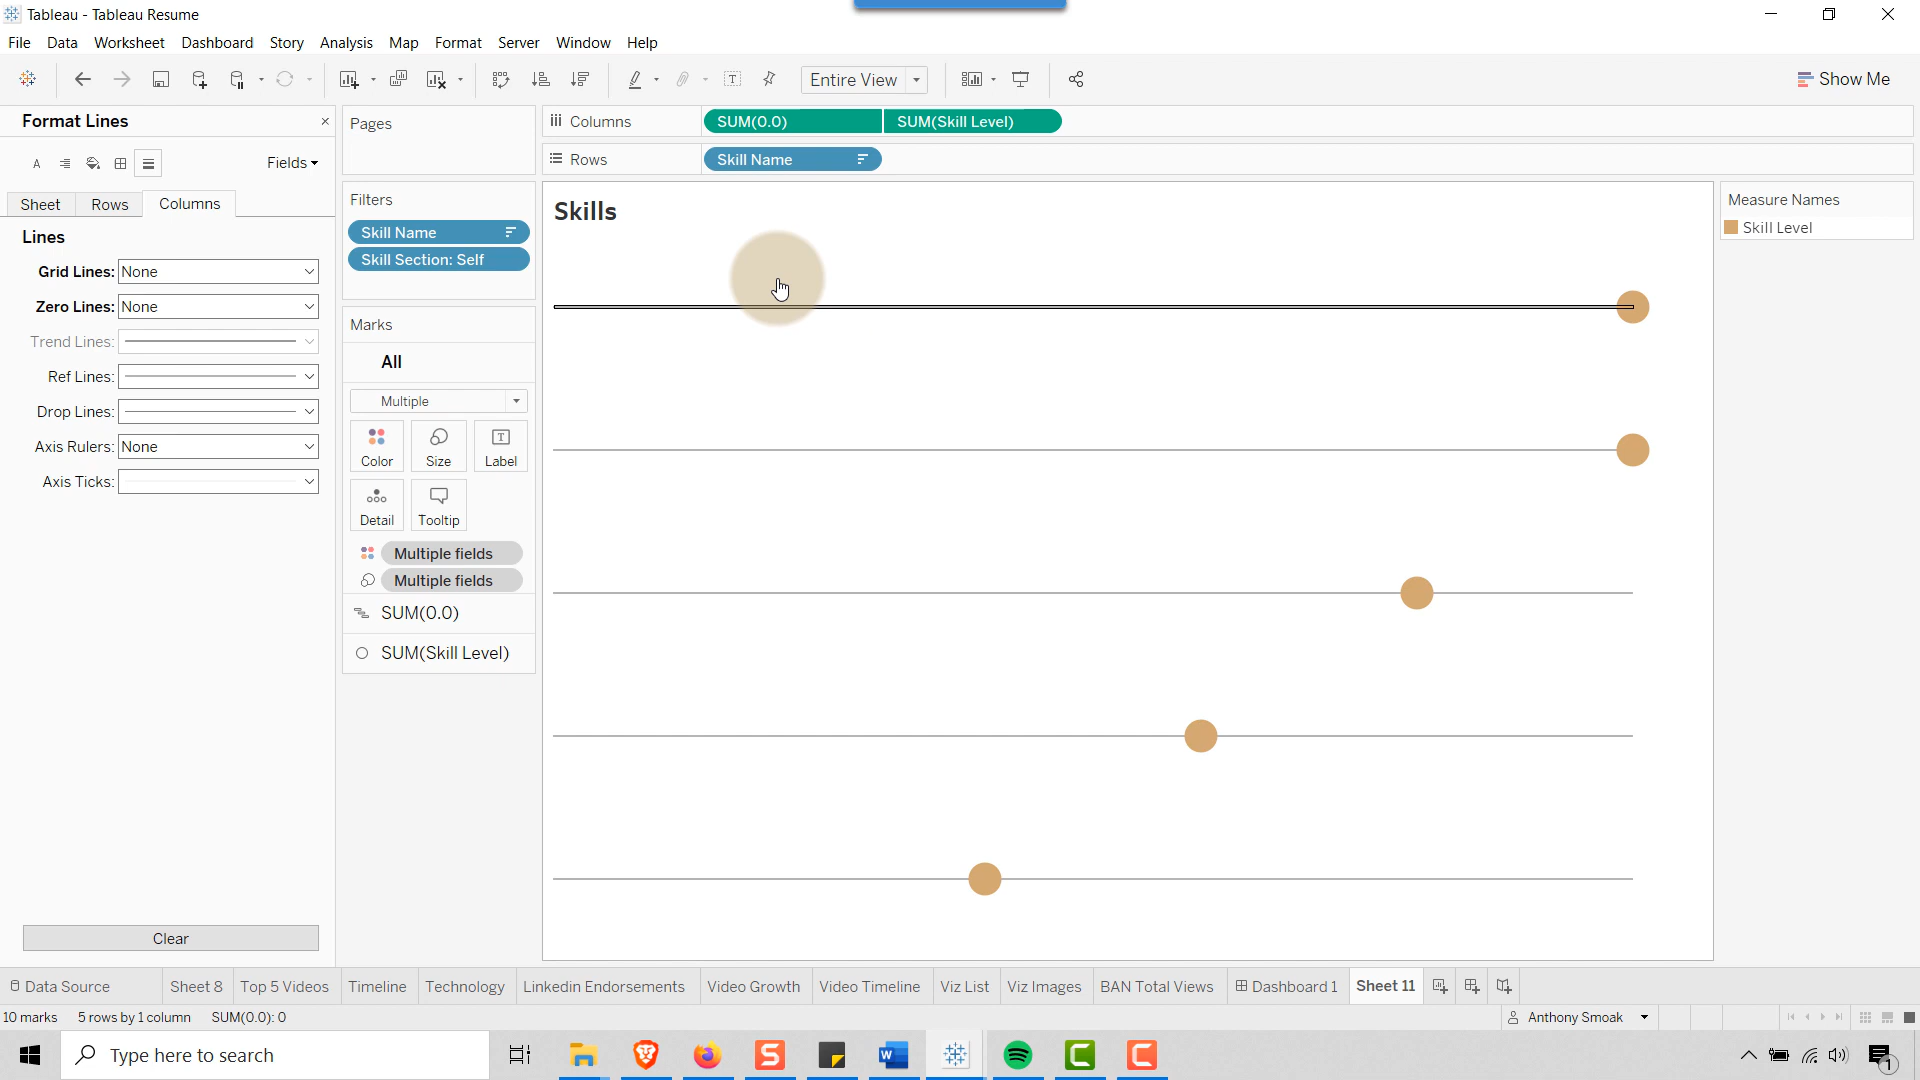 Tableau - Tableau Resume
File Data Worksheet Dashboard Story Analysis Map Format Server Window Help
Entire View
Show Me
Format Lines
Fields
Sheet Rows Columns
Lines
Grid Lines: None
Zero Lines: None
Trend Lines:
Ref Lines:
Drop Lines:
Axis Rulers: None
Axis Ticks:
Clear
Pages
Filters
Skill Name
Skill Section: Self
Marks
All
Multiple
Color Size Label
Detail Tooltip
Multiple fields
Multiple fields
SUM(0.0)
SUM(Skill Level)
Columns SUM(0.0) SUM(Skill Level)
Rows Skill Name
Skills
Measure Names
Skill Level
Data Source Sheet 8 Top 5 Videos Timeline Technology Linkedin Endorsements Video Growth Video Timeline Viz List Viz Images BAN Total Views Dashboard 1 Sheet 11
10 marks 5 rows by 1 column SUM(0.0): 0 Anthony Smoak
Type here to search
1